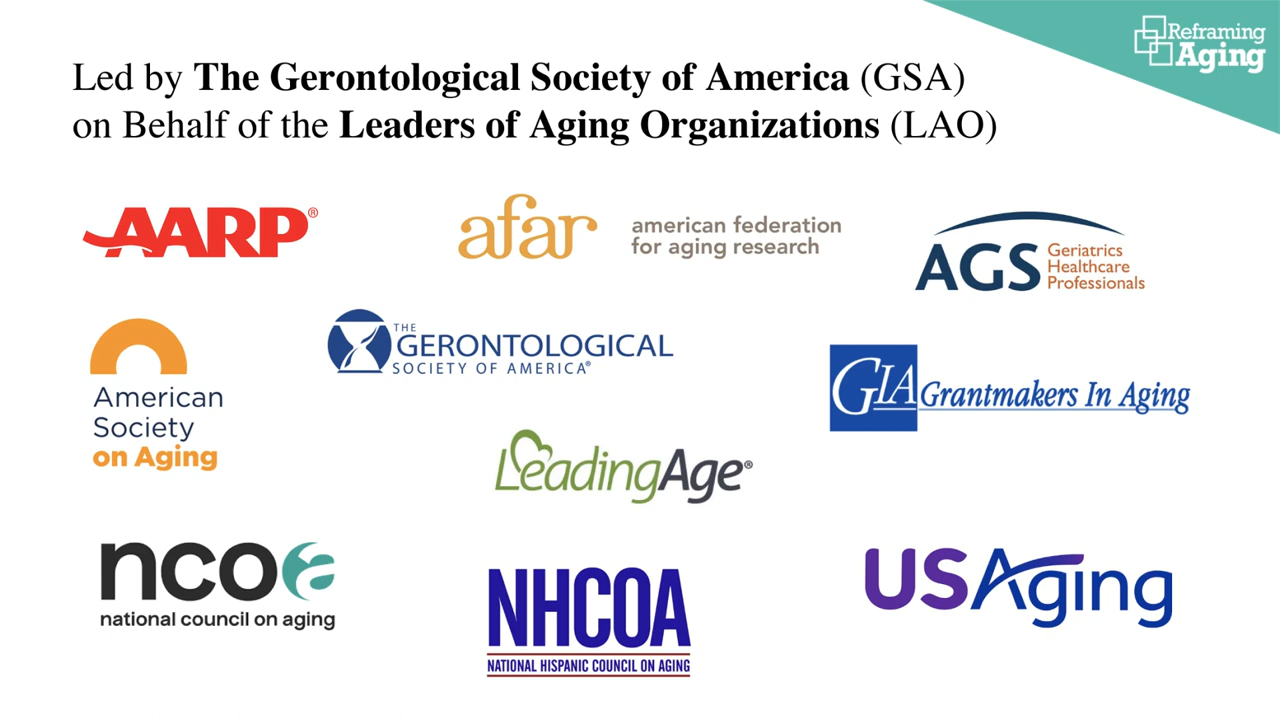 Reframing
Aging
Led by The Gerontological Society of America (GSA)
on Behalf of the Leaders of Aging Organizations (LAO)
AARP®
afar
american federation
for aging research
AGS
Geriatrics
Healthcare
Professionals
American
Society
on Aging
THE
GERONTOLOGICAL
SOCIETY OF AMERICA®
GIA Grantmakers In Aging
LeadingAge®
ncoa
national council on aging
NHCOA
NATIONAL HISPANIC COUNCIL ON AGING
USAging